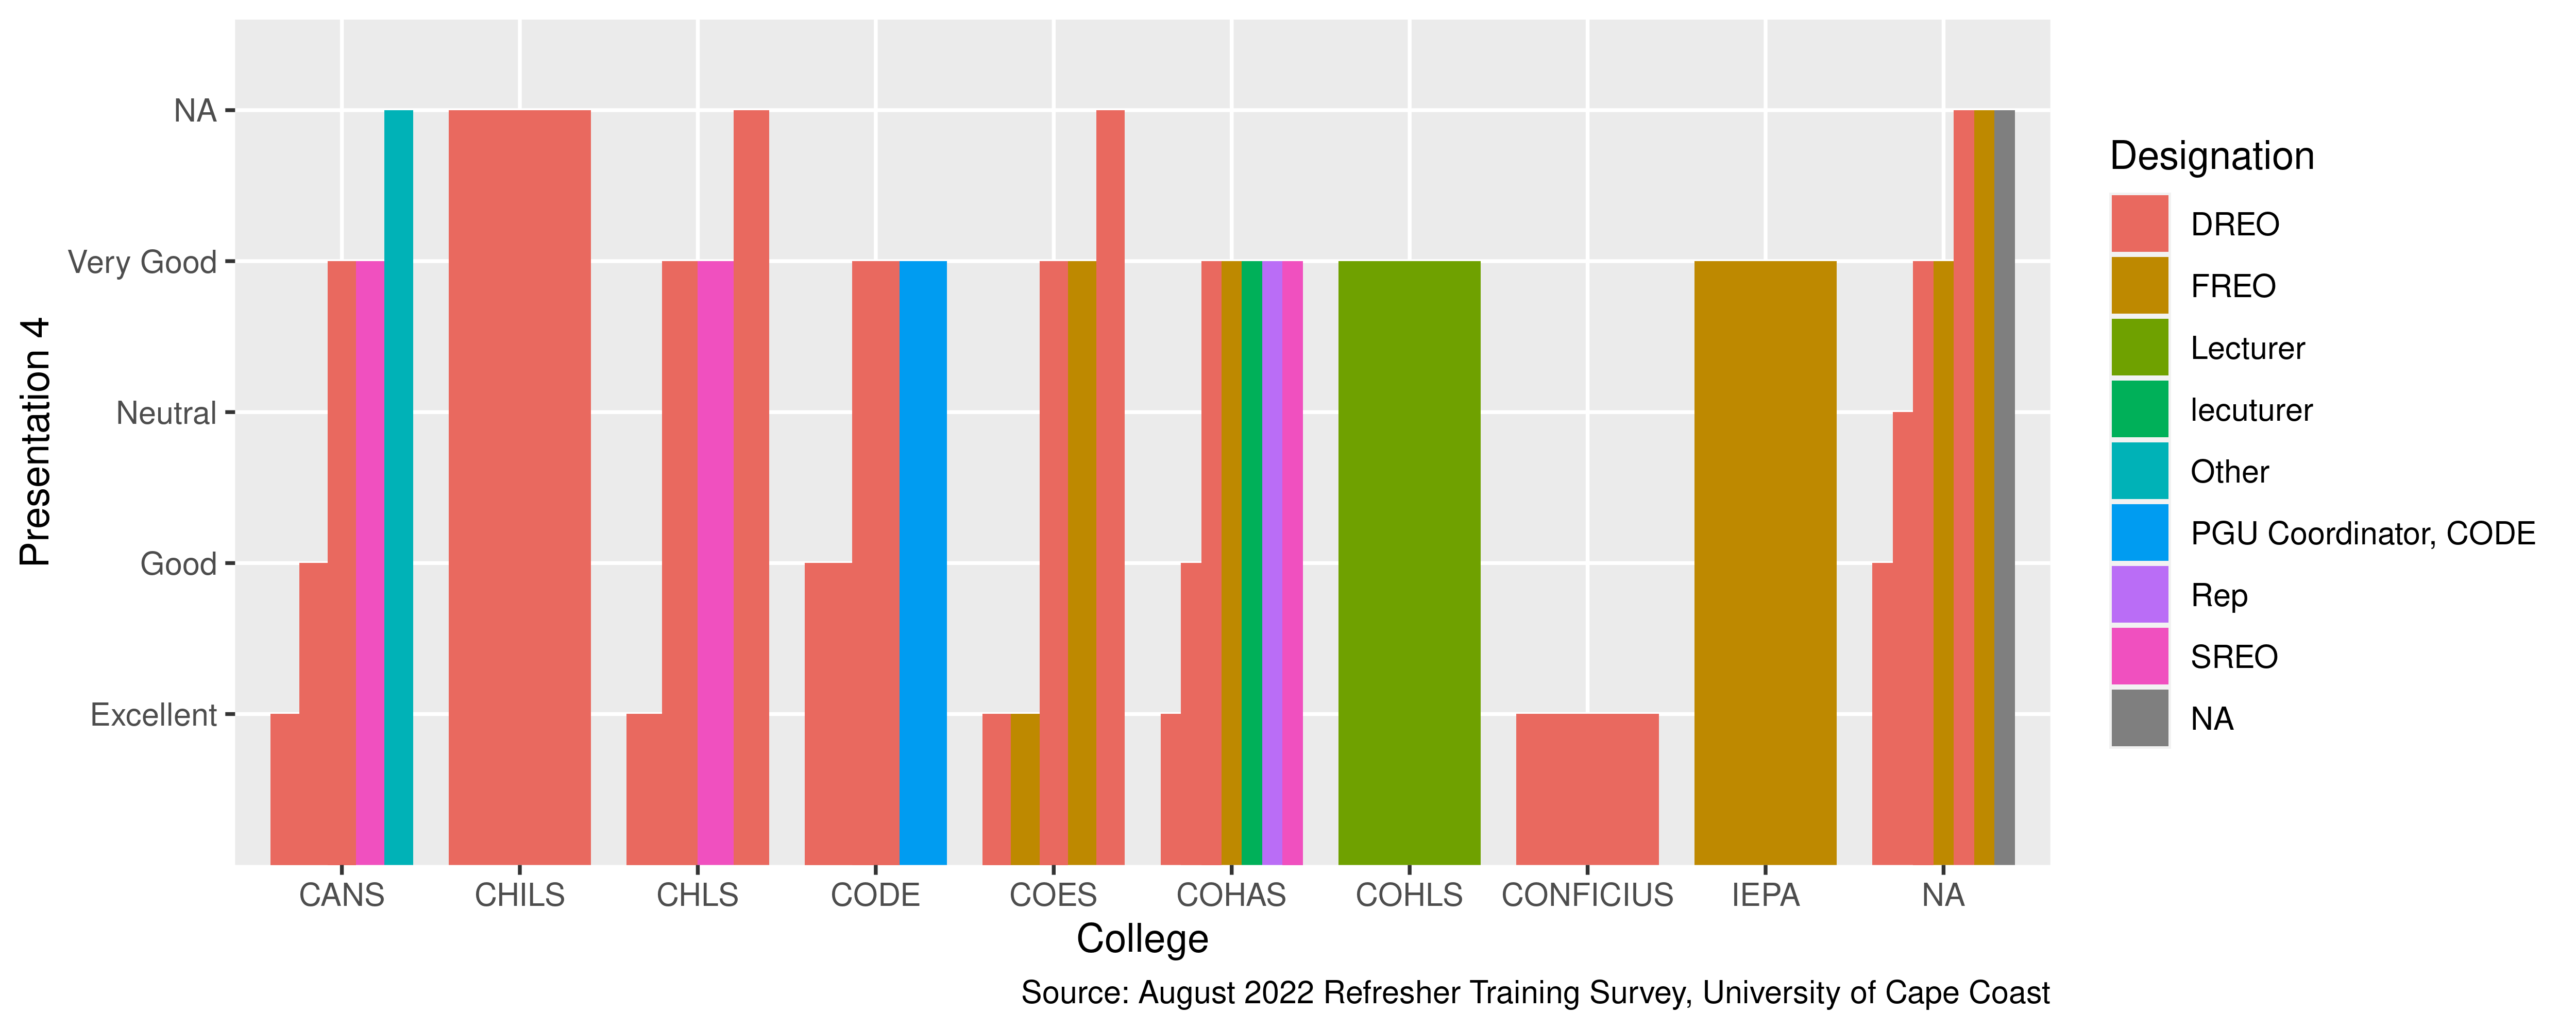 Presentation 4
NA
Very Good
Neutral
Good
Excellent
CANS CHILS CHLS CODE COES COHAS COHLS CONFICIUS IEPA NA
College
Source: August 2022 Refresher Training Survey, University of Cape Coast
Designation
DREO
FREO
Lecturer
lecuturer
Other
PGU Coordinator, CODE
Rep
SREO
NA